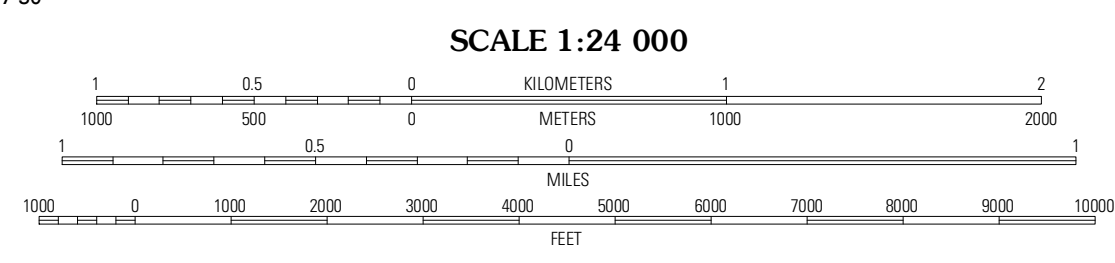 SCALE 1:24 000
1 0.5 0 KILOMETERS 1 2
1000 500 0 METERS 1000 2000
1 0.5 0 1
MILES
1000 0 1000 2000 3000 4000 5000 6000 7000 8000 9000 10000
FEET